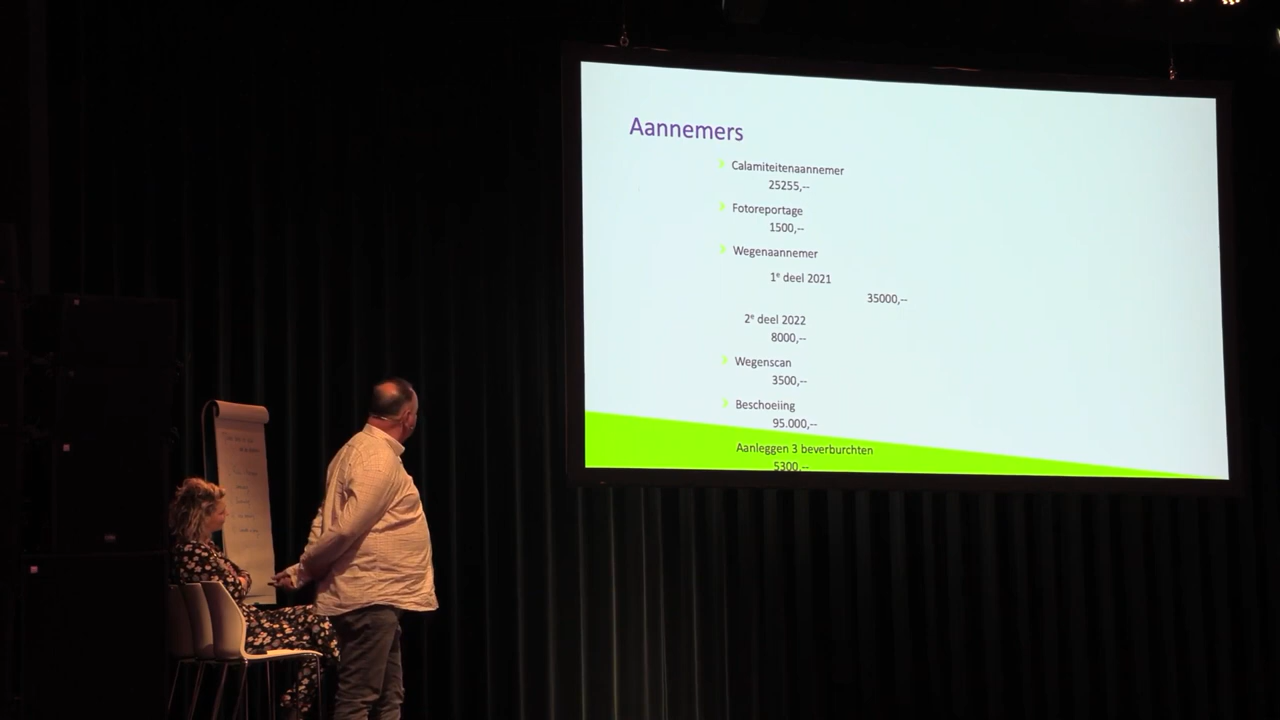 Aannemers
Calamiteitenaannemer
25255,--
Fotoreportage
1500,--
Wegenaannemer
1e deel 2021
35000,--
2e deel 2022
8000,--
Wegenscan
3500,--
Beschoeiing
95.000,--
Aanleggen 3 beverburchten
5300,--